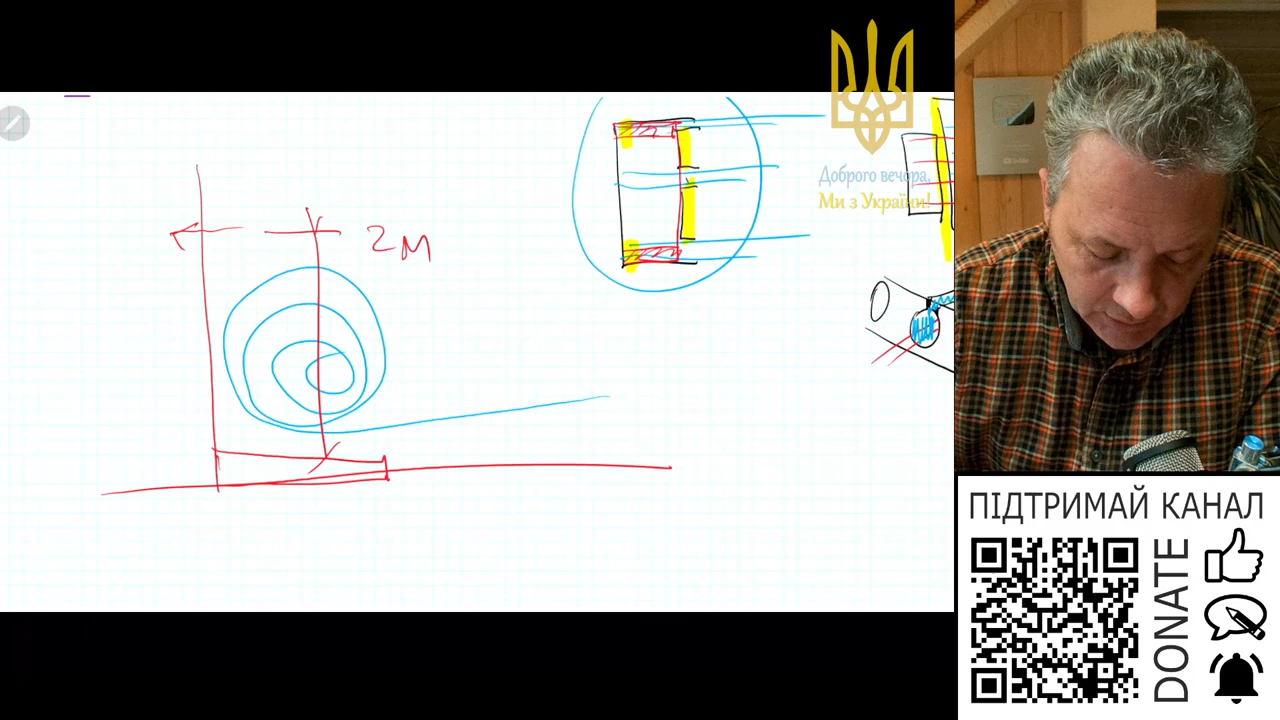 2м
Доброго вечора,
Ми з України!
ПІДТРИМАЙ КАНАЛ
DONATE